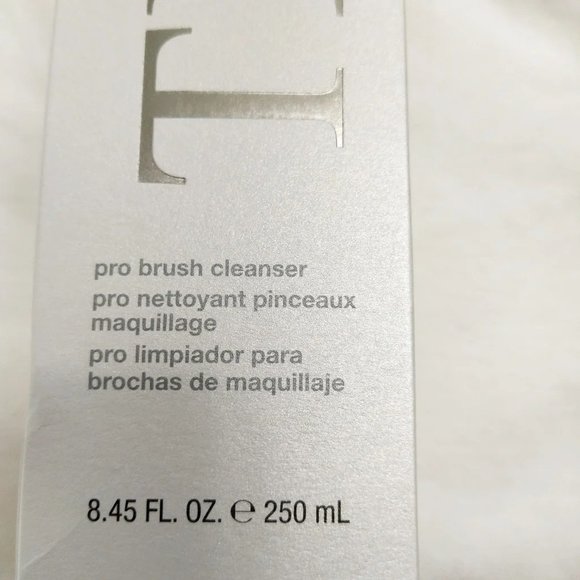 T
pro brush cleanser
pro nettoyant pinceaux
maquillage
pro limpiador para
brochas de maquillaje
8.45 FL. OZ. ℮ 250 mL